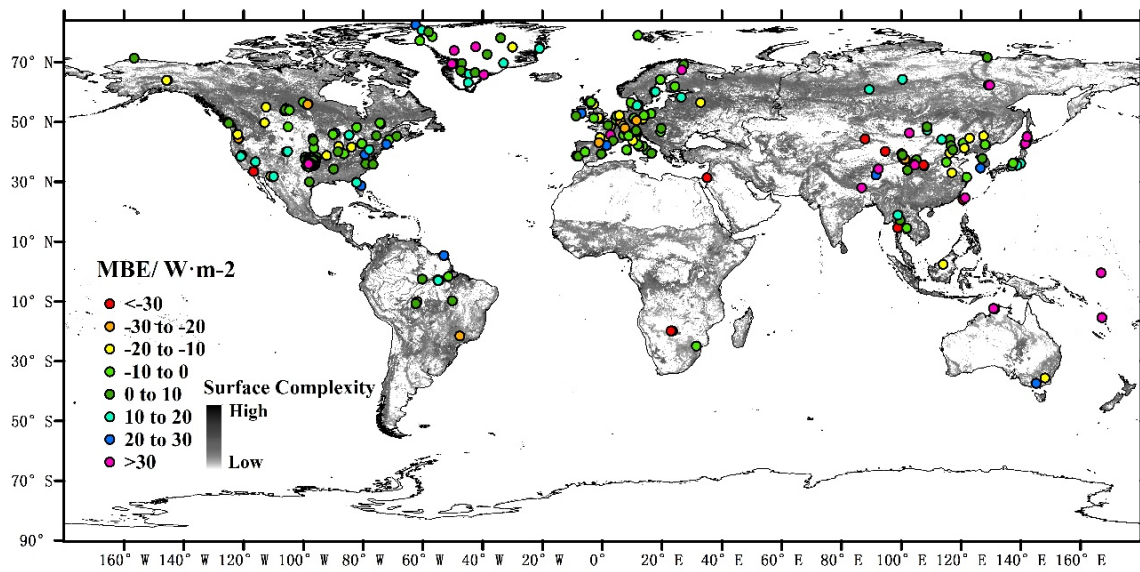 70° N
50° N
30° N
10° N
10° S
30° S
50° S
70° S
90°
MBE/ W·m-2
<-30
-30 to -20
-20 to -10
-10 to 0
0 to 10
10 to 20
20 to 30
>30
Surface Complexity
High
Low
160° W 140° W 120° W 100° W 80° W 60° W 40° W 20° W 0° 20° E 40° E 60° E 80° E 100° E 120° E 140° E 160° E